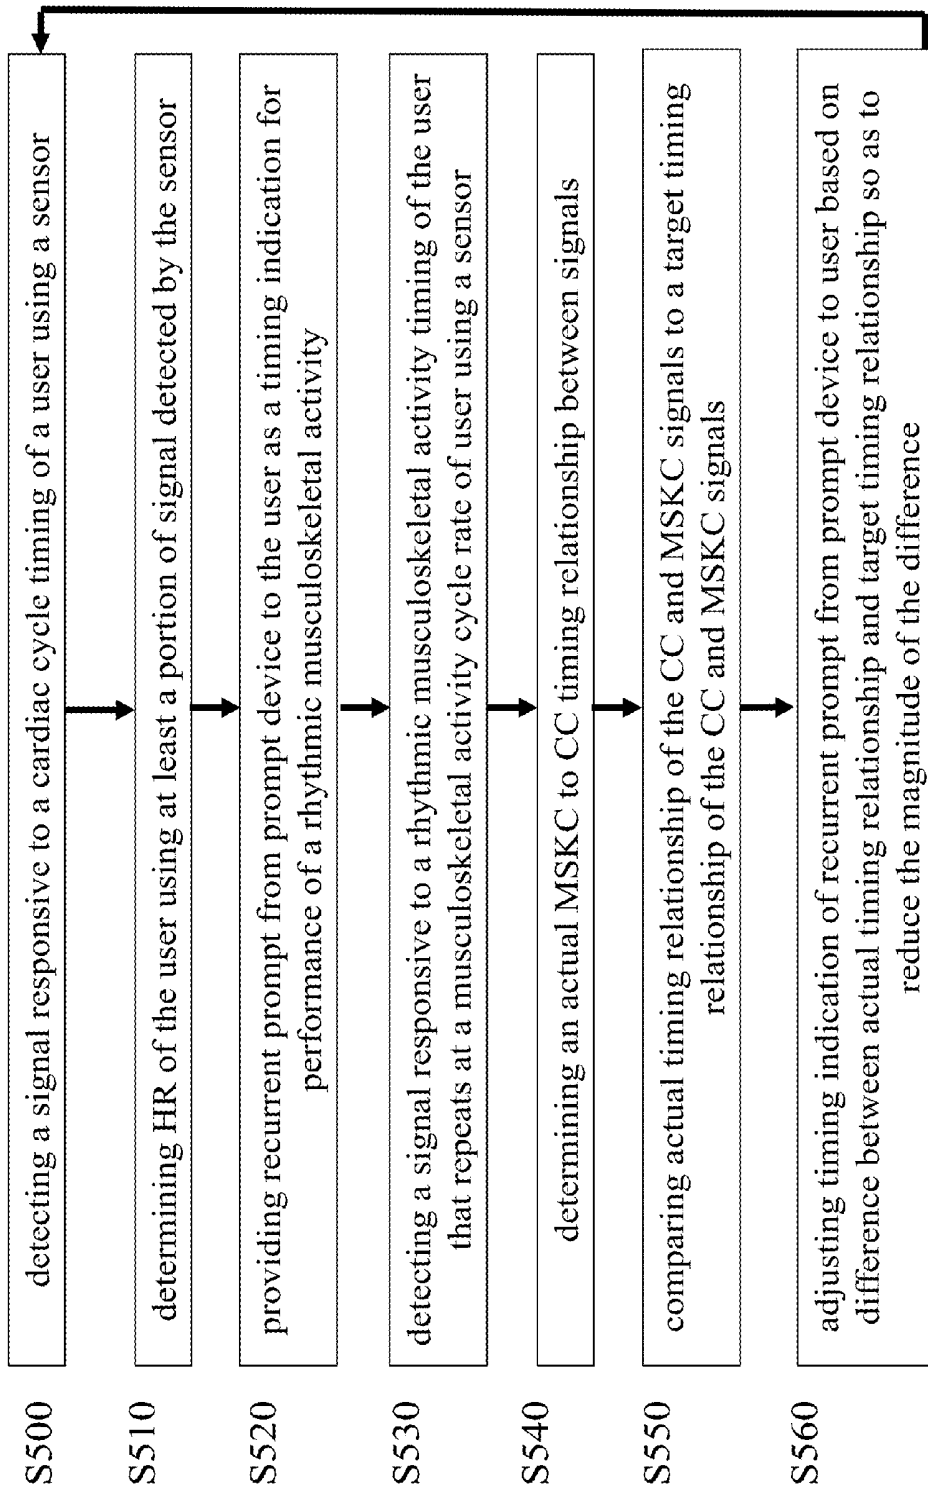 S500
detecting a signal responsive to a cardiac cycle timing of a user using a sensor
S510
determining HR of the user using at least a portion of signal detected by the sensor
S520
providing recurrent prompt from prompt device to the user as a timing indication for
performance of a rhythmic musculoskeletal activity
S530
detecting a signal responsive to a rhythmic musculoskeletal activity timing of the user
that repeats at a musculoskeletal activity cycle rate of user using a sensor
S540
determining an actual MSKC to CC timing relationship between signals
S550
comparing actual timing relationship of the CC and MSKC signals to a target timing
relationship of the CC and MSKC signals
S560
adjusting timing indication of recurrent prompt from prompt device to user based on
difference between actual timing relationship and target timing relationship so as to
reduce the magnitude of the difference